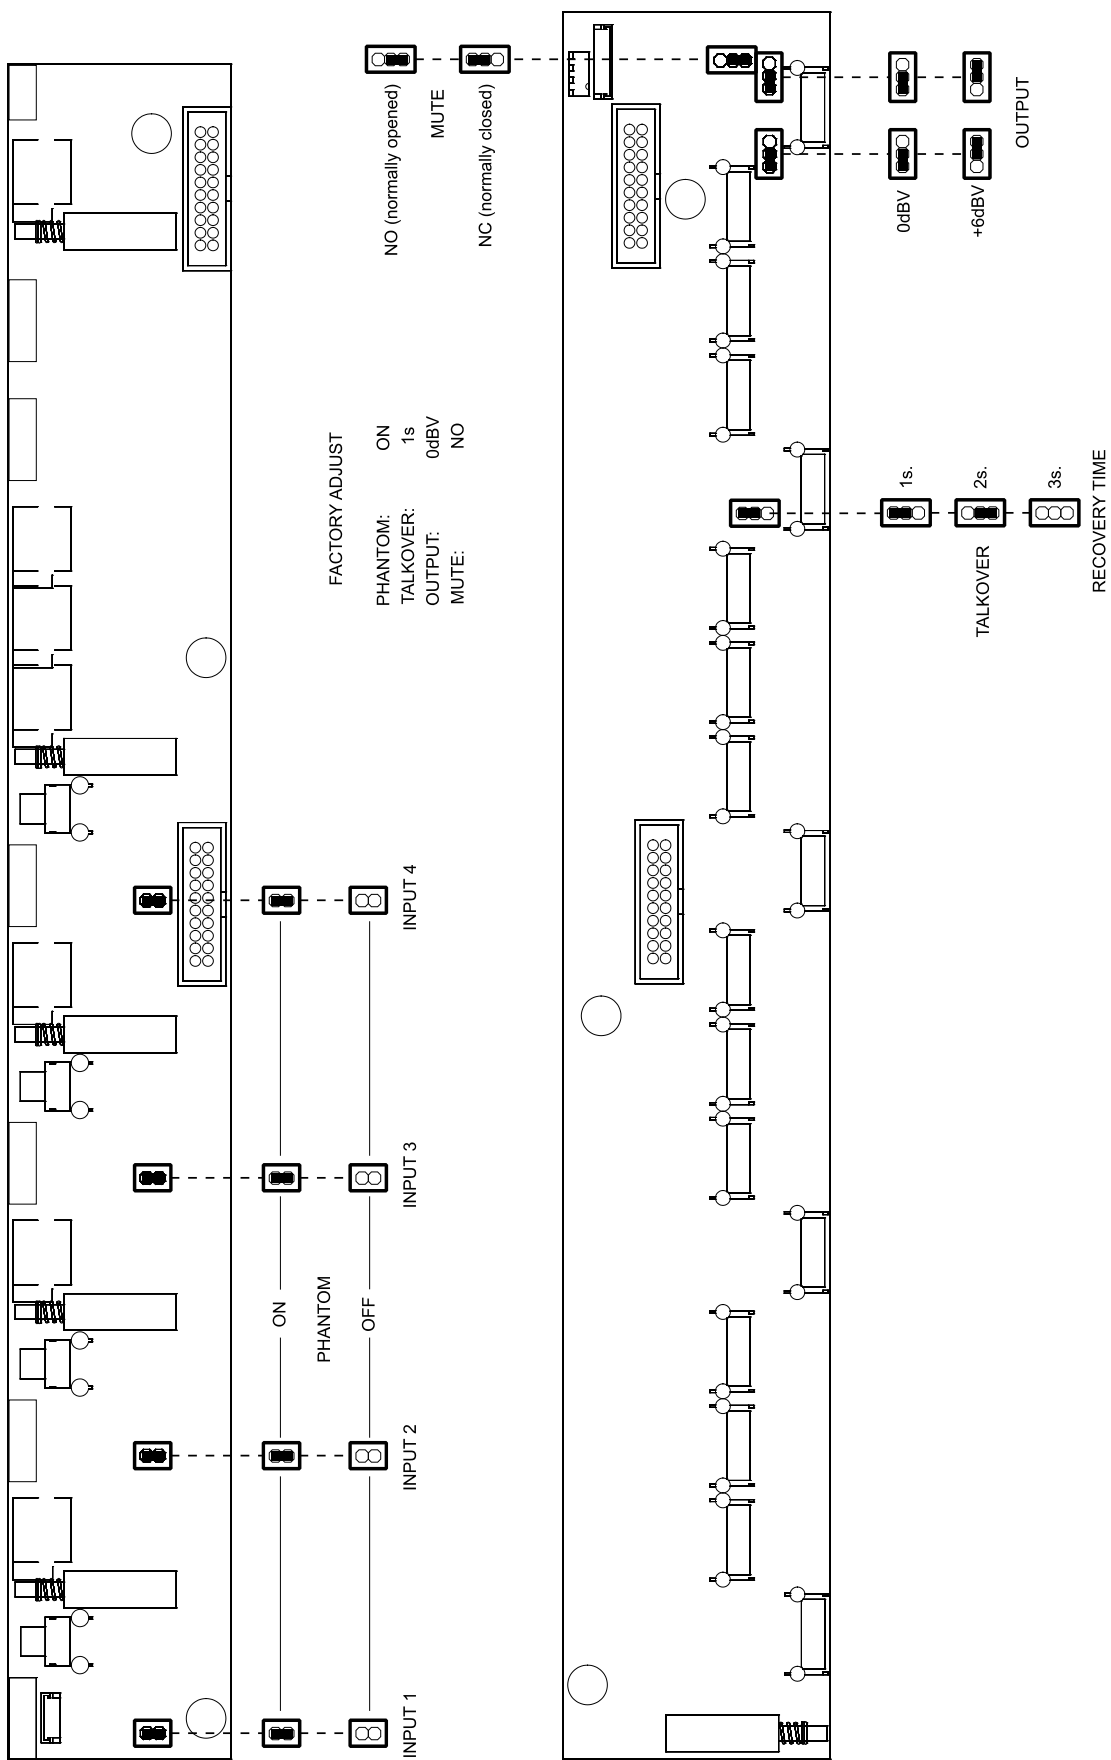 NO (normally opened)
MUTE
NC (normally closed)
0dBV
+6dBV
OUTPUT
FACTORY ADJUST
PHANTOM: ON
TALKOVER: 1s
OUTPUT: 0dBV
MUTE: NO
1s.
2s.
3s.
TALKOVER
RECOVERY TIME
INPUT 4
INPUT 3
ON
PHANTOM
OFF
INPUT 2
INPUT 1